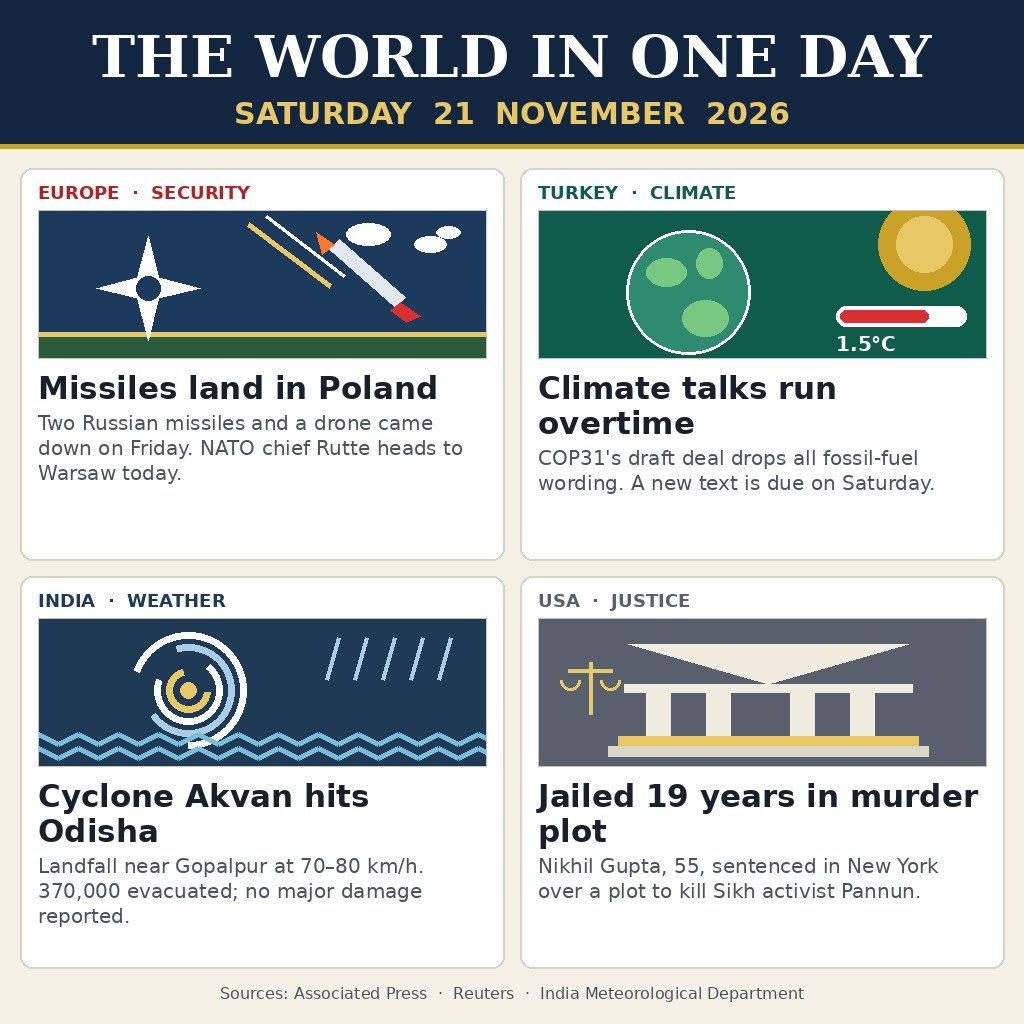 THE WORLD IN ONE DAY
SATURDAY 21 NOVEMBER 2026
EUROPE · SECURITY
Missiles land in Poland
Two Russian missiles and a drone came
down on Friday. NATO chief Rutte heads to
Warsaw today.
TURKEY · CLIMATE
1.5°C
Climate talks run
overtime
COP31's draft deal drops all fossil-fuel
wording. A new text is due on Saturday.
INDIA · WEATHER
Cyclone Akvan hits
Odisha
Landfall near Gopalpur at 70–80 km/h.
370,000 evacuated; no major damage
reported.
USA · JUSTICE
Jailed 19 years in murder
plot
Nikhil Gupta, 55, sentenced in New York
over a plot to kill Sikh activist Pannun.
Sources: Associated Press · Reuters · India Meteorological Department